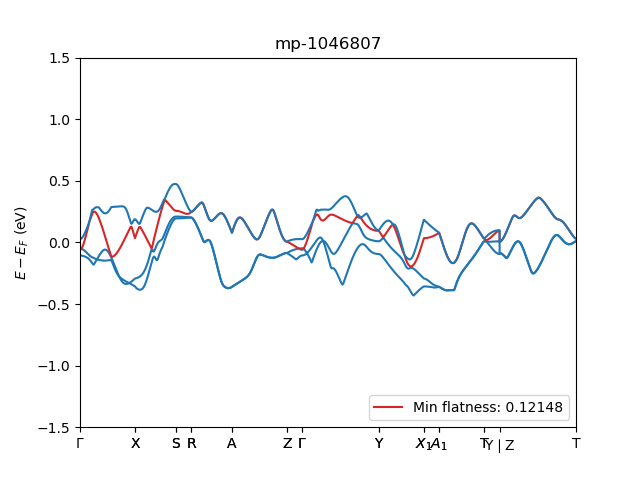 mp-1046807
E − E_F (eV)
1.5
1.0
0.5
0.0
−0.5
−1.0
−1.5
Min flatness: 0.12148
Γ X S R A Z Γ Y X₁ A₁ T Y | Z T